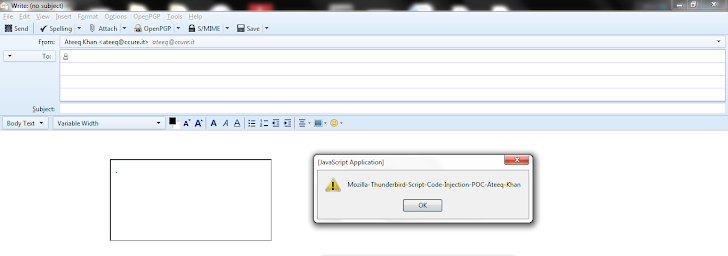 Write: (no subject)
File Edit View Insert Format Options OpenPGP Tools Help
Send Spelling Attach OpenPGP S/MIME Save
From: Ateeq Khan <ateeq@ccure.it> ateeq@ccure.it
To:
Subject:
Body Text Variable Width A A A A A
[JavaScript Application]
Mozilla-Thunderbird-Script-Code-Injection-POC-Ateeq-Khan
OK